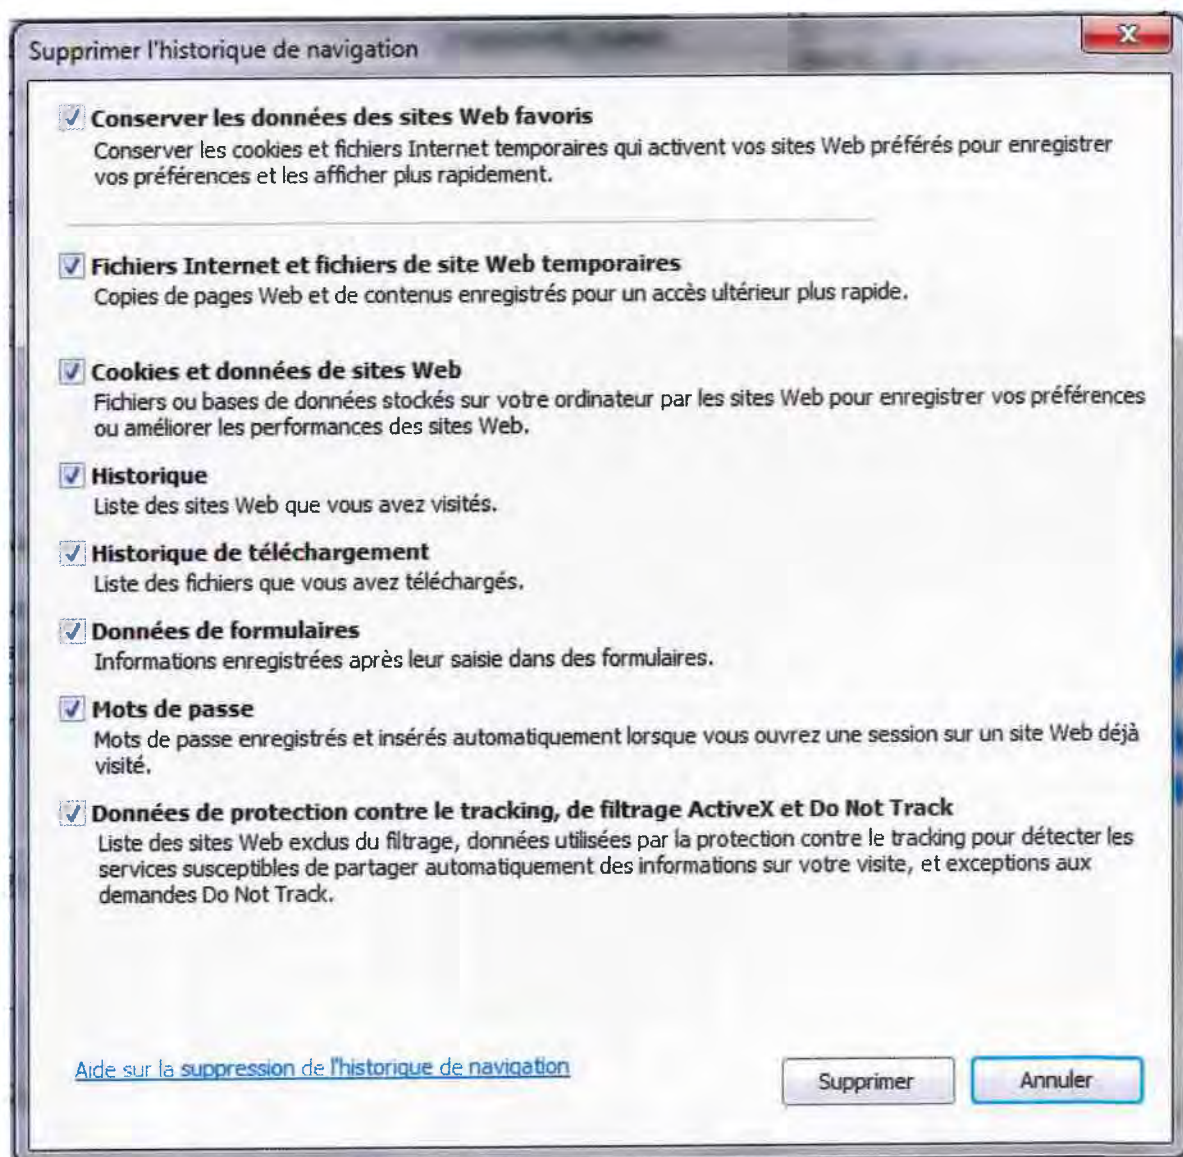 Supprimer l'historique de navigation
Conserver les données des sites Web favoris
Conserver les cookies et fichiers Internet temporaires qui activent vos sites Web préférés pour enregistrer
vos préférences et les afficher plus rapidement.
Fichiers Internet et fichiers de site Web temporaires
Copies de pages Web et de contenus enregistrés pour un accès ultérieur plus rapide.
Cookies et données de sites Web
Fichiers ou bases de données stockés sur votre ordinateur par les sites Web pour enregistrer vos préférences
ou améliorer les performances des sites Web.
Historique
Liste des sites Web que vous avez visités.
Historique de téléchargement
Liste des fichiers que vous avez téléchargés.
Données de formulaires
Informations enregistrées après leur saisie dans des formulaires.
Mots de passe
Mots de passe enregistrés et insérés automatiquement lorsque vous ouvrez une session sur un site Web déjà
visité.
Données de protection contre le tracking, de filtrage ActiveX et Do Not Track
Liste des sites Web exclus du filtrage, données utilisées par la protection contre le tracking pour détecter les
services susceptibles de partager automatiquement des informations sur votre visite, et exceptions aux
demandes Do Not Track.
Aide sur la suppression de l'historique de navigation
Supprimer
Annuler